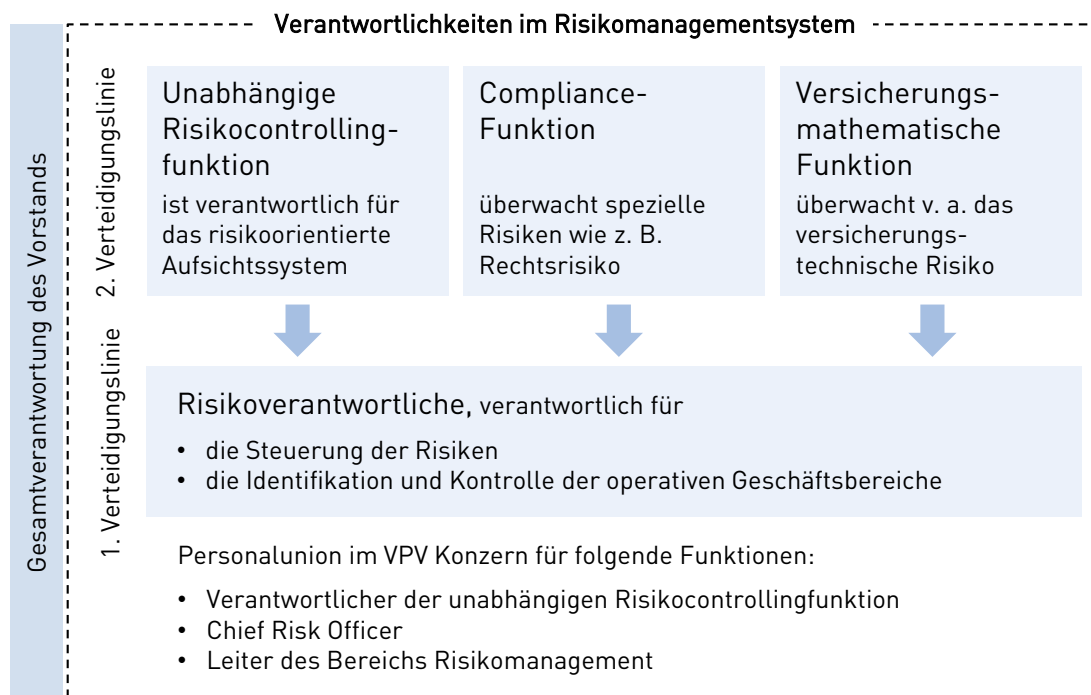 Verantwortlichkeiten im Risikomanagementsystem
Gesamtverantwortung des Vorstands
2. Verteidigungslinie
Unabhängige
Risikocontrolling-
funktion
ist verantwortlich für
das risikoorientierte
Aufsichtssystem
Compliance-
Funktion
überwacht spezielle
Risiken wie z. B.
Rechtsrisiko
Versicherungs-
mathematische
Funktion
überwacht v. a. das
versicherungs-
technische Risiko
1. Verteidigungslinie
Risikoverantwortliche, verantwortlich für
• die Steuerung der Risiken
• die Identifikation und Kontrolle der operativen Geschäftsbereiche
Personalunion im VPV Konzern für folgende Funktionen:
• Verantwortlicher der unabhängigen Risikocontrollingfunktion
• Chief Risk Officer
• Leiter des Bereichs Risikomanagement